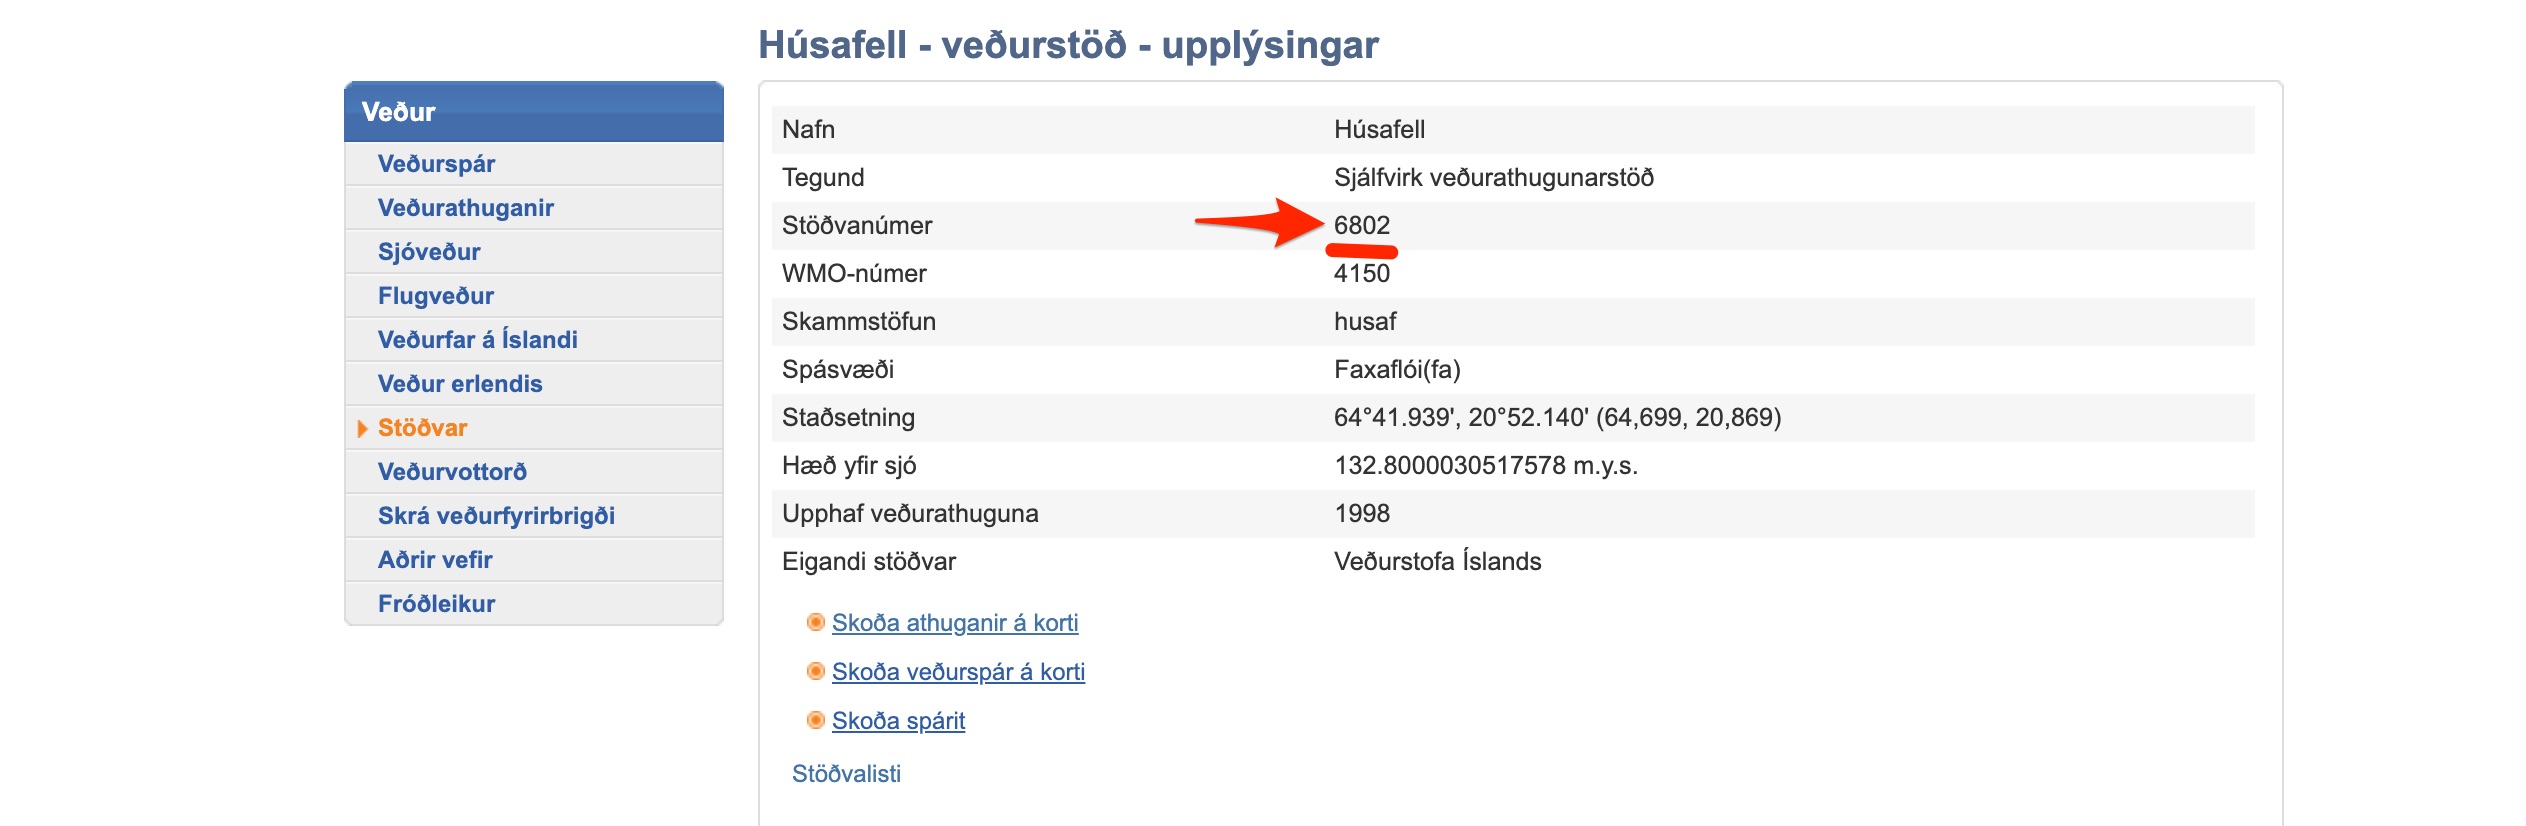 Húsafell - veðurstöð - upplýsingar
Veður
Veðurspár
Veðurathuganir
Sjóveður
Flugveður
Veðurfar á Íslandi
Veður erlendis
Stöðvar
Veðurvottorð
Skrá veðurfyrirbrigði
Aðrir vefir
Fróðleikur
Nafn Húsafell
Tegund Sjálfvirk veðurathugunarstöð
Stöðvanúmer 6802
WMO-númer 4150
Skammstöfun husaf
Spásvæði Faxaflói(fa)
Staðsetning 64°41.939', 20°52.140' (64,699, 20,869)
Hæð yfir sjó 132.8000030517578 m.y.s.
Upphaf veðurathuguna 1998
Eigandi stöðvar Veðurstofa Íslands
Skoða athuganir á korti
Skoða veðurspár á korti
Skoða spárit
Stöðvalisti